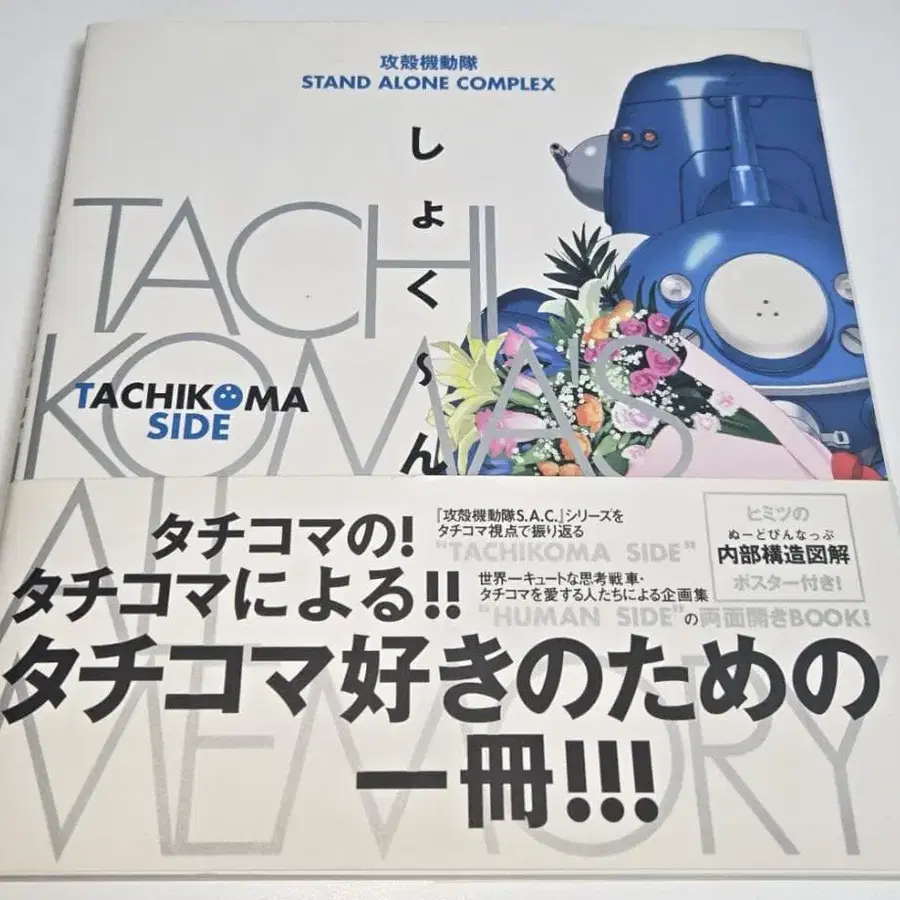 攻殻機動隊
STAND ALONE COMPLEX
しょく～ん
TACHI
KOMA'S
ALL
MEMORY
TACHIKOMA
SIDE
タチコマの!
タチコマによる!!
タチコマ好きのための
一冊!!!
『攻殻機動隊S.A.C.』シリーズを
タチコマ視点で振り返る
"TACHIKOMA SIDE"
世界一キュートな思考戦車・
タチコマを愛する人たちによる企画集
"HUMAN SIDE"の両面開きBOOK!
ヒミツの
ぬーどぴんなっぷ
内部構造図解
ポスター付き!